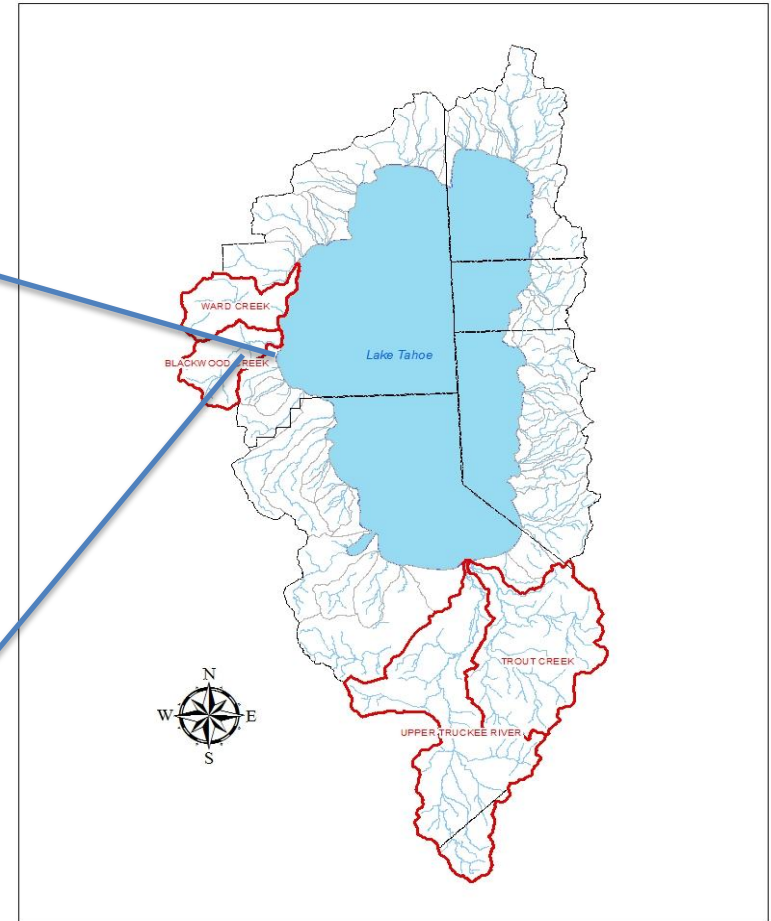 WARD CREEK
BLACKWOOD CREEK
Lake Tahoe
TROUT CREEK
UPPER TRUCKEE RIVER
N
W E
S